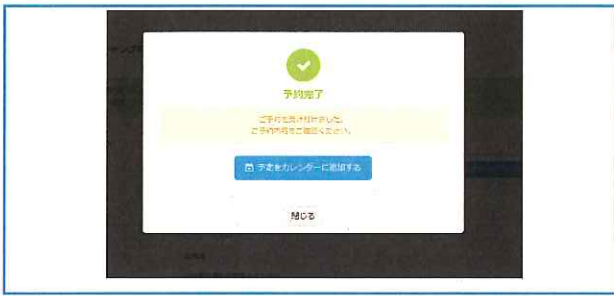 予約完了
ご予約を受け付けました。
ご予約内容をご確認ください。
予定をカレンダーに追加する
閉じる